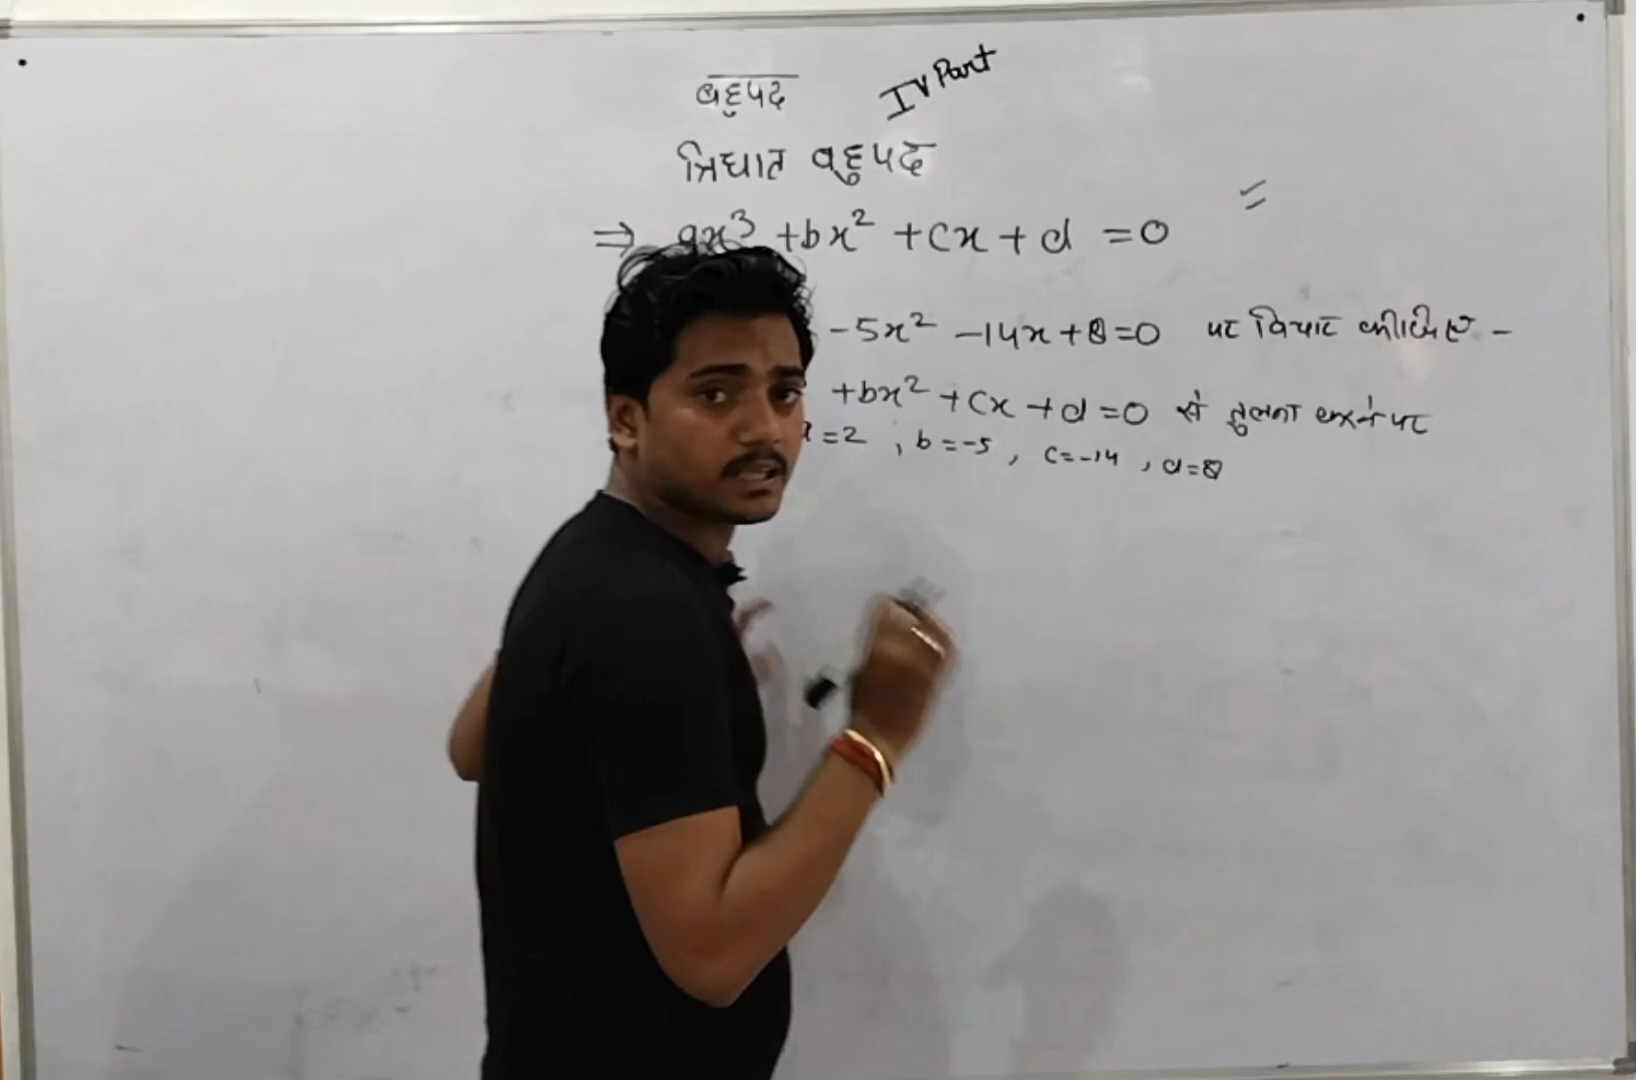 बहुपद
IV Part
त्रिघात बहुपद
⇒ ax³ + bx² + cx + d = 0
-5x² -14x + 8 = 0 पर विचार कीजिए -
+bx² + cx + d = 0 से तुलना करने पर
a = 2 , b = -5 , c = -14 , d = 8